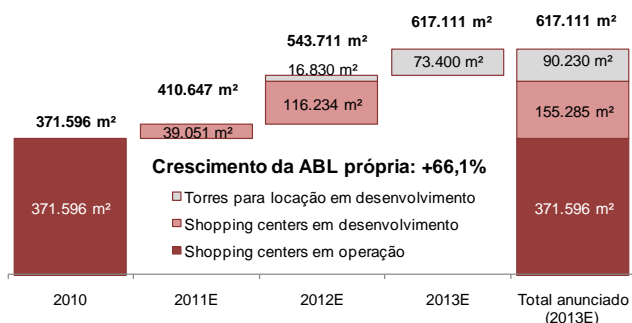 617.111 m²
617.111 m²
543.711 m²
16.830 m²
73.400 m²
90.230 m²
410.647 m²
116.234 m²
155.285 m²
371.596 m²
39.051 m²
Crescimento da ABL própria: +66,1%
Torres para locação em desenvolvimento
371.596 m²
Shopping centers em desenvolvimento
371.596 m²
Shopping centers em operação
2010
2011E
2012E
2013E
Total anunciado
(2013E)